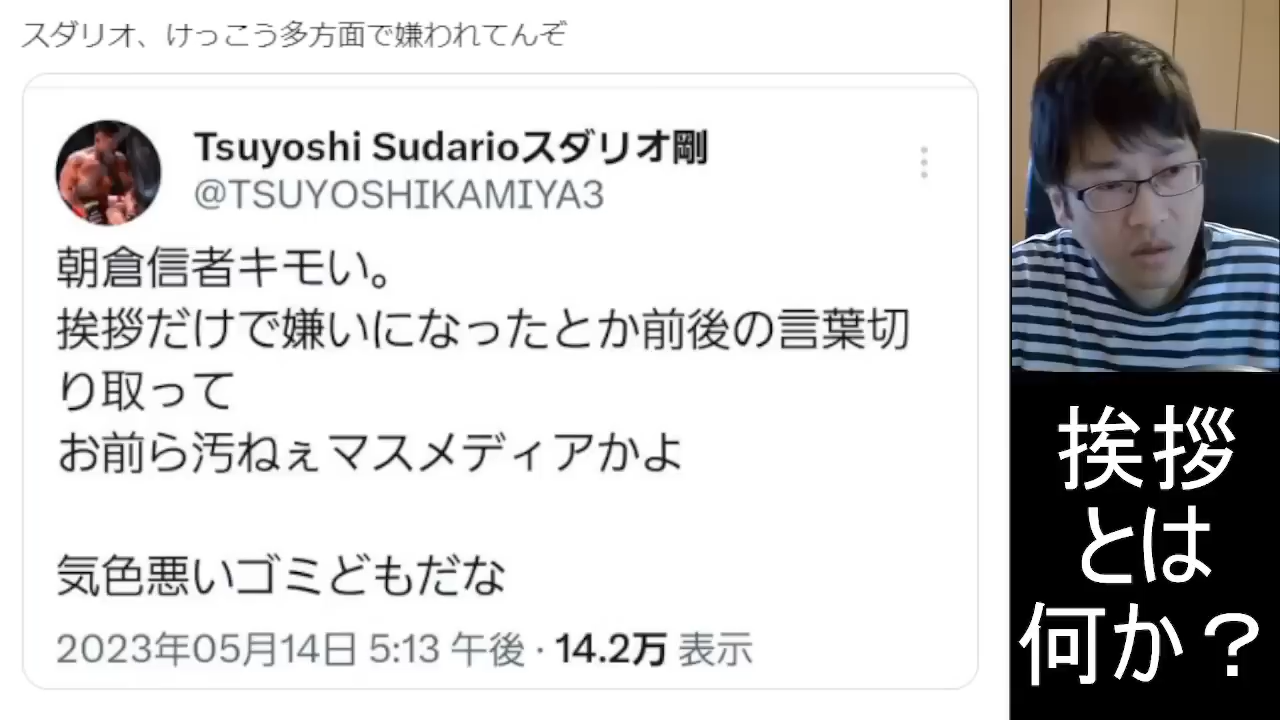 スダリオ、けっこう多方面で嫌われてんぞ
Tsuyoshi Sudarioスダリオ剛
@TSUYOSHIKAMIYA3
朝倉信者キモい。
挨拶だけで嫌いになったとか前後の言葉切
り取って
お前ら汚ねぇマスメディアかよ
気色悪いゴミどもだな
2023年05月14日 5:13 午後 · 14.2万 表示
挨拶
とは
何か？